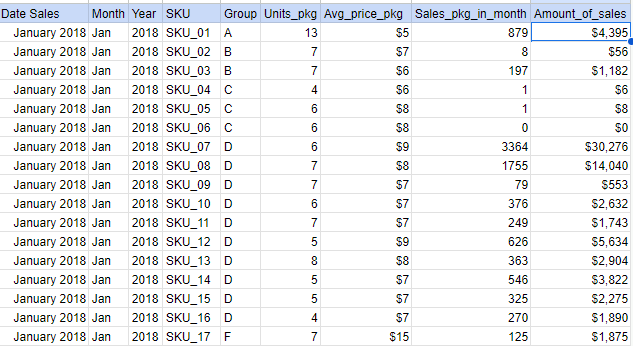 Date Sales Month Year SKU Group Units_pkg Avg_price_pkg Sales_pkg_in_month Amount_of_sales
January 2018 Jan 2018 SKU_01 A 13 $5 879 $4,395
January 2018 Jan 2018 SKU_02 B 7 $7 8 $56
January 2018 Jan 2018 SKU_03 B 7 $6 197 $1,182
January 2018 Jan 2018 SKU_04 C 4 $6 1 $6
January 2018 Jan 2018 SKU_05 C 6 $8 1 $8
January 2018 Jan 2018 SKU_06 C 6 $8 0 $0
January 2018 Jan 2018 SKU_07 D 6 $9 3364 $30,276
January 2018 Jan 2018 SKU_08 D 7 $8 1755 $14,040
January 2018 Jan 2018 SKU_09 D 7 $7 79 $553
January 2018 Jan 2018 SKU_10 D 6 $7 376 $2,632
January 2018 Jan 2018 SKU_11 D 7 $7 249 $1,743
January 2018 Jan 2018 SKU_12 D 5 $9 626 $5,634
January 2018 Jan 2018 SKU_13 D 8 $8 363 $2,904
January 2018 Jan 2018 SKU_14 D 5 $7 546 $3,822
January 2018 Jan 2018 SKU_15 D 5 $7 325 $2,275
January 2018 Jan 2018 SKU_16 D 4 $7 270 $1,890
January 2018 Jan 2018 SKU_17 F 7 $15 125 $1,875